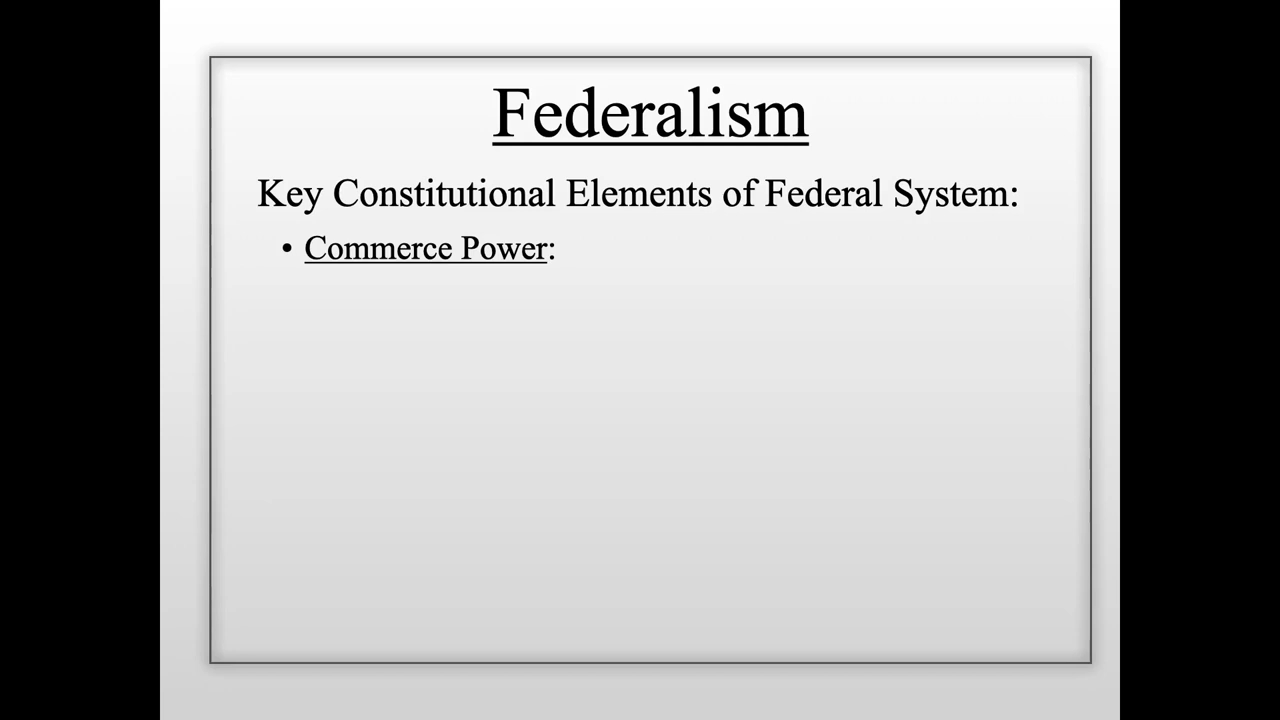 Federalism
Key Constitutional Elements of Federal System:
• Commerce Power: